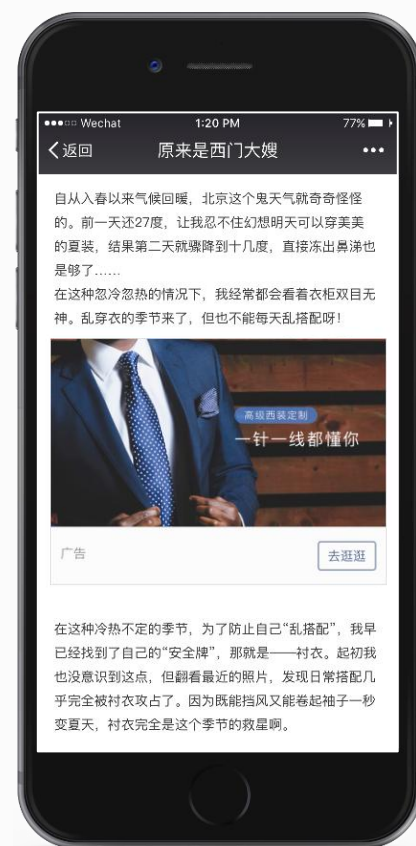 Wechat 1:20 PM 77%
返回 原来是西门大嫂
自从入春以来气候回暖，北京这个鬼天气就奇奇怪怪
的。前一天还27度，让我忍不住幻想明天可以穿美美
的夏装，结果第二天就骤降到十几度，直接冻出鼻涕也
是够了……
在这种忽冷忽热的情况下，我经常都会看着衣柜双目无
神。乱穿衣的季节来了，但也不能每天乱搭配呀！
高级西装定制
一针一线都懂你
广告 去逛逛
在这种冷热不定的季节，为了防止自己“乱搭配”，我早
已经找到了自己的“安全牌”，那就是——衬衣。起初我
也没意识到这点，但翻看最近的照片，发现日常搭配几
乎完全被衬衣攻占了。因为既能挡风又能卷起袖子一秒
变夏天，衬衣完全是这个季节的救星啊。